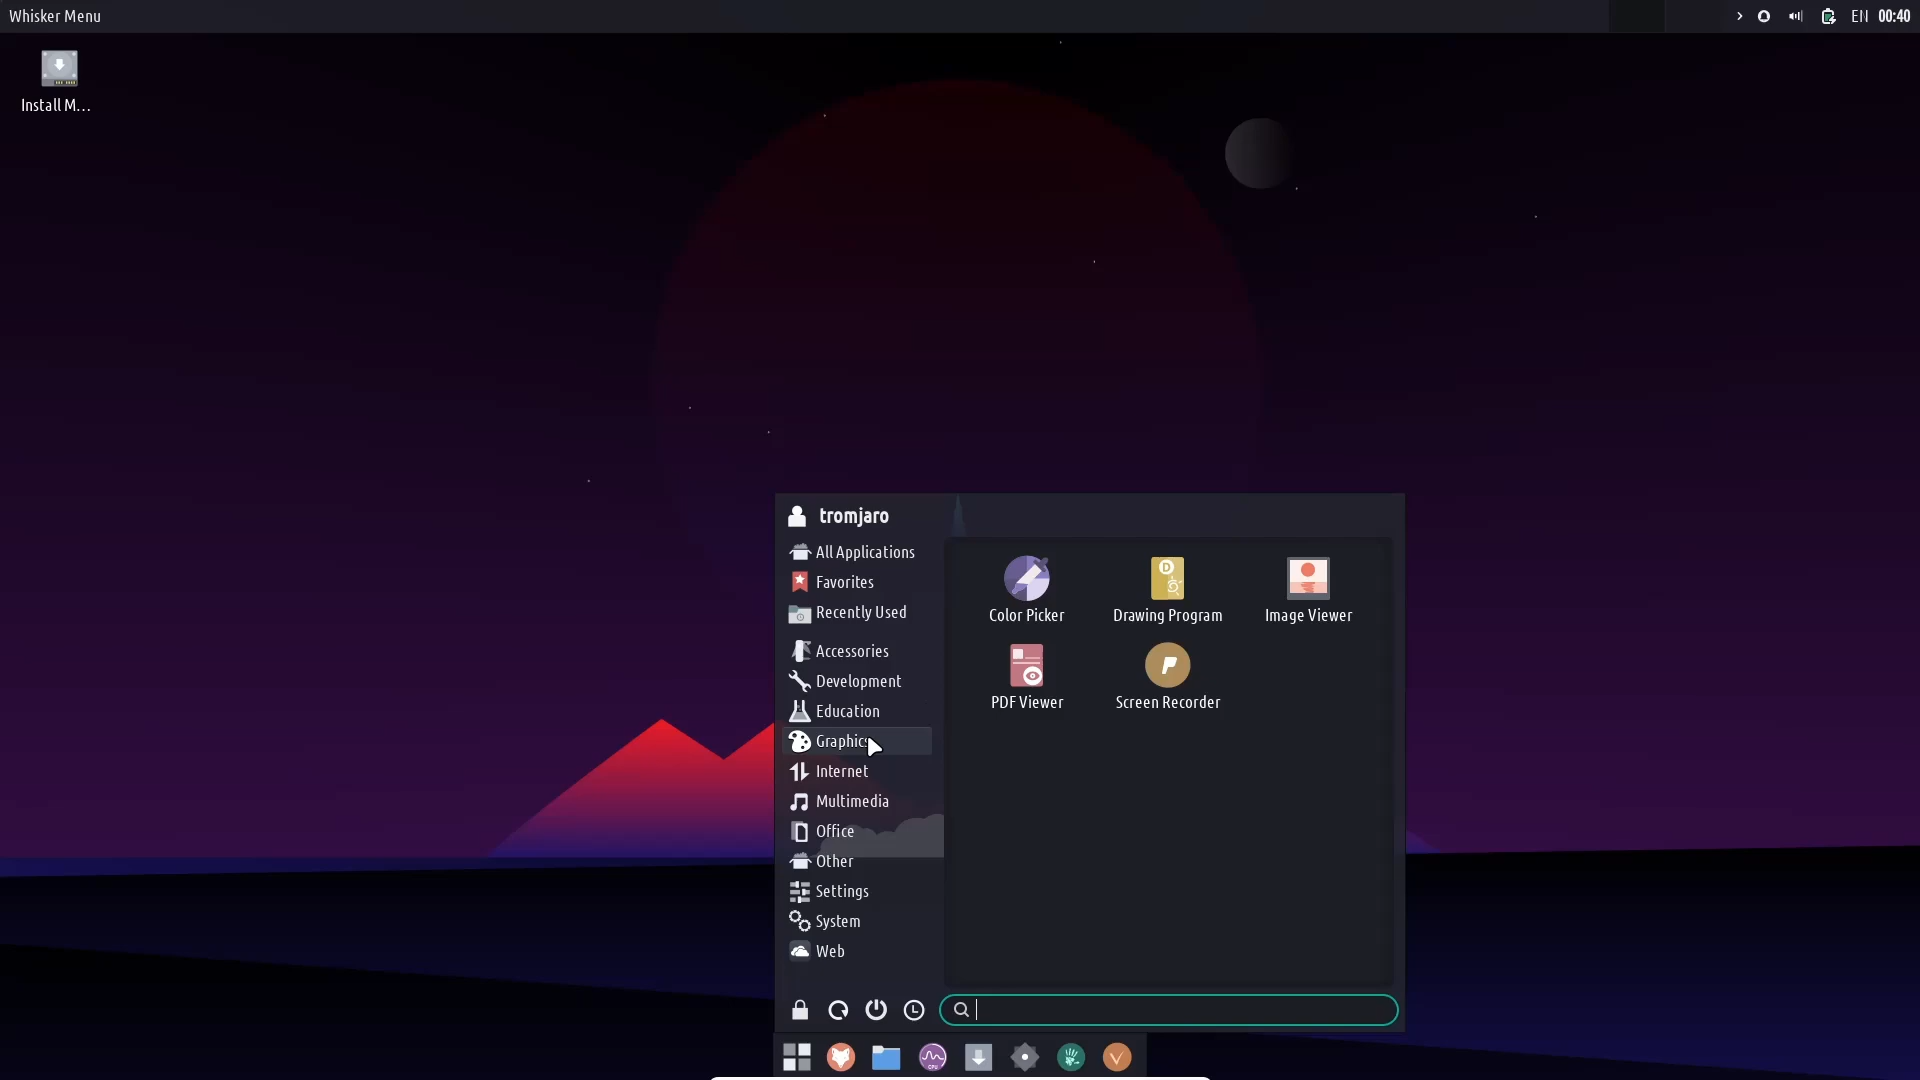 Whisker Menu
EN 00:40
Install M...
tromjaro
All Applications
Favorites
Recently Used
Accessories
Development
Education
Graphics
Internet
Multimedia
Office
Other
Settings
System
Web
Color Picker
Drawing Program
Image Viewer
PDF Viewer
Screen Recorder